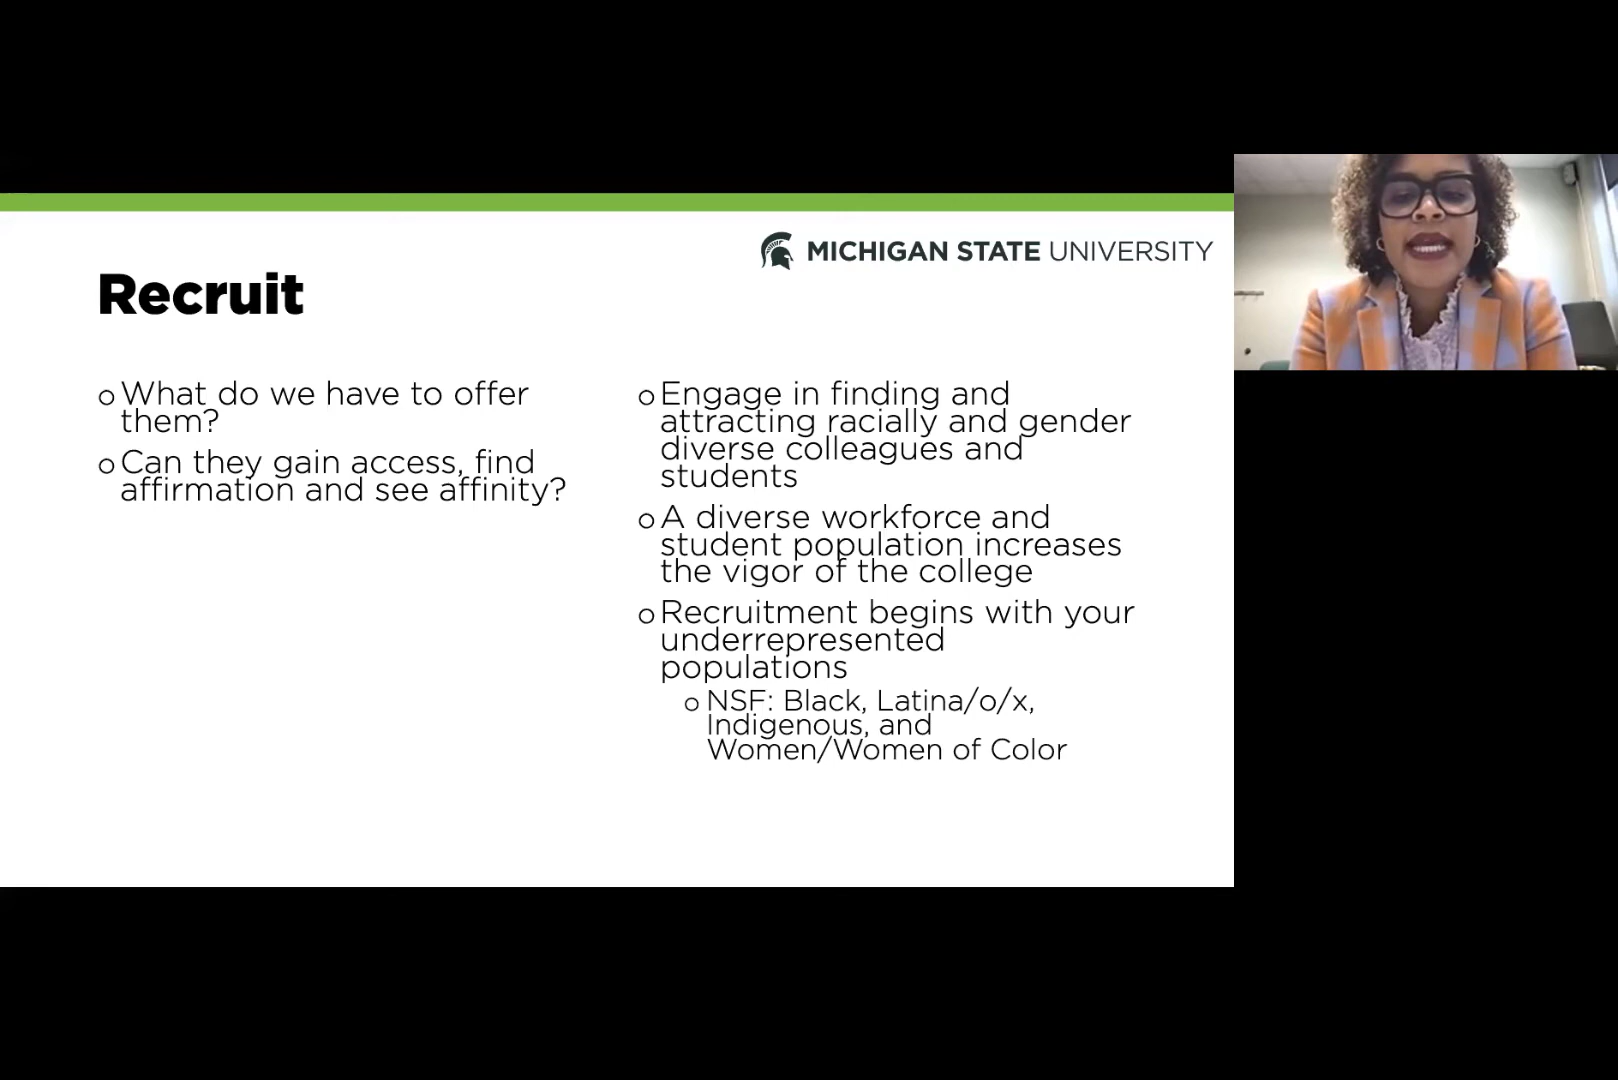 MICHIGAN STATE UNIVERSITY
Recruit
o What do we have to offer
them?
o Can they gain access, find
affirmation and see affinity?
o Engage in finding and
attracting racially and gender
diverse colleagues and
students
o A diverse workforce and
student population increases
the vigor of the college
o Recruitment begins with your
underrepresented
populations
o NSF: Black, Latina/o/x,
Indigenous, and
Women/Women of Color